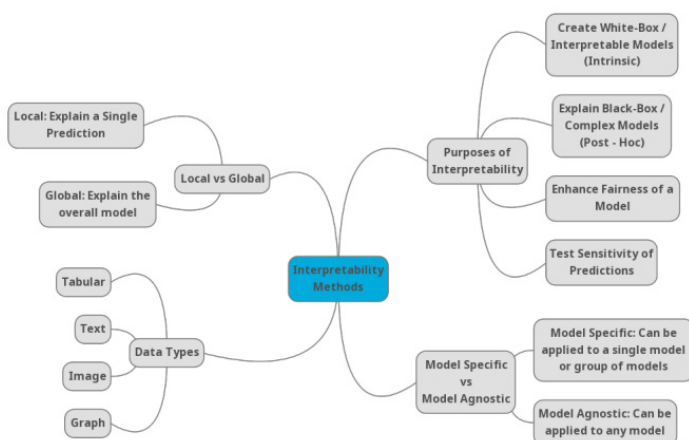 Interpretability
Methods
Local vs Global
Local: Explain a Single
Prediction
Global: Explain the
overall model
Data Types
Tabular
Text
Image
Graph
Purposes of
Interpretability
Create White-Box /
Interpretable Models
(Intrinsic)
Explain Black-Box /
Complex Models
(Post - Hoc)
Enhance Fairness of a
Model
Test Sensitivity of
Predictions
Model Specific
vs
Model Agnostic
Model Specific: Can be
applied to a single model
or group of models
Model Agnostic: Can be
applied to any model